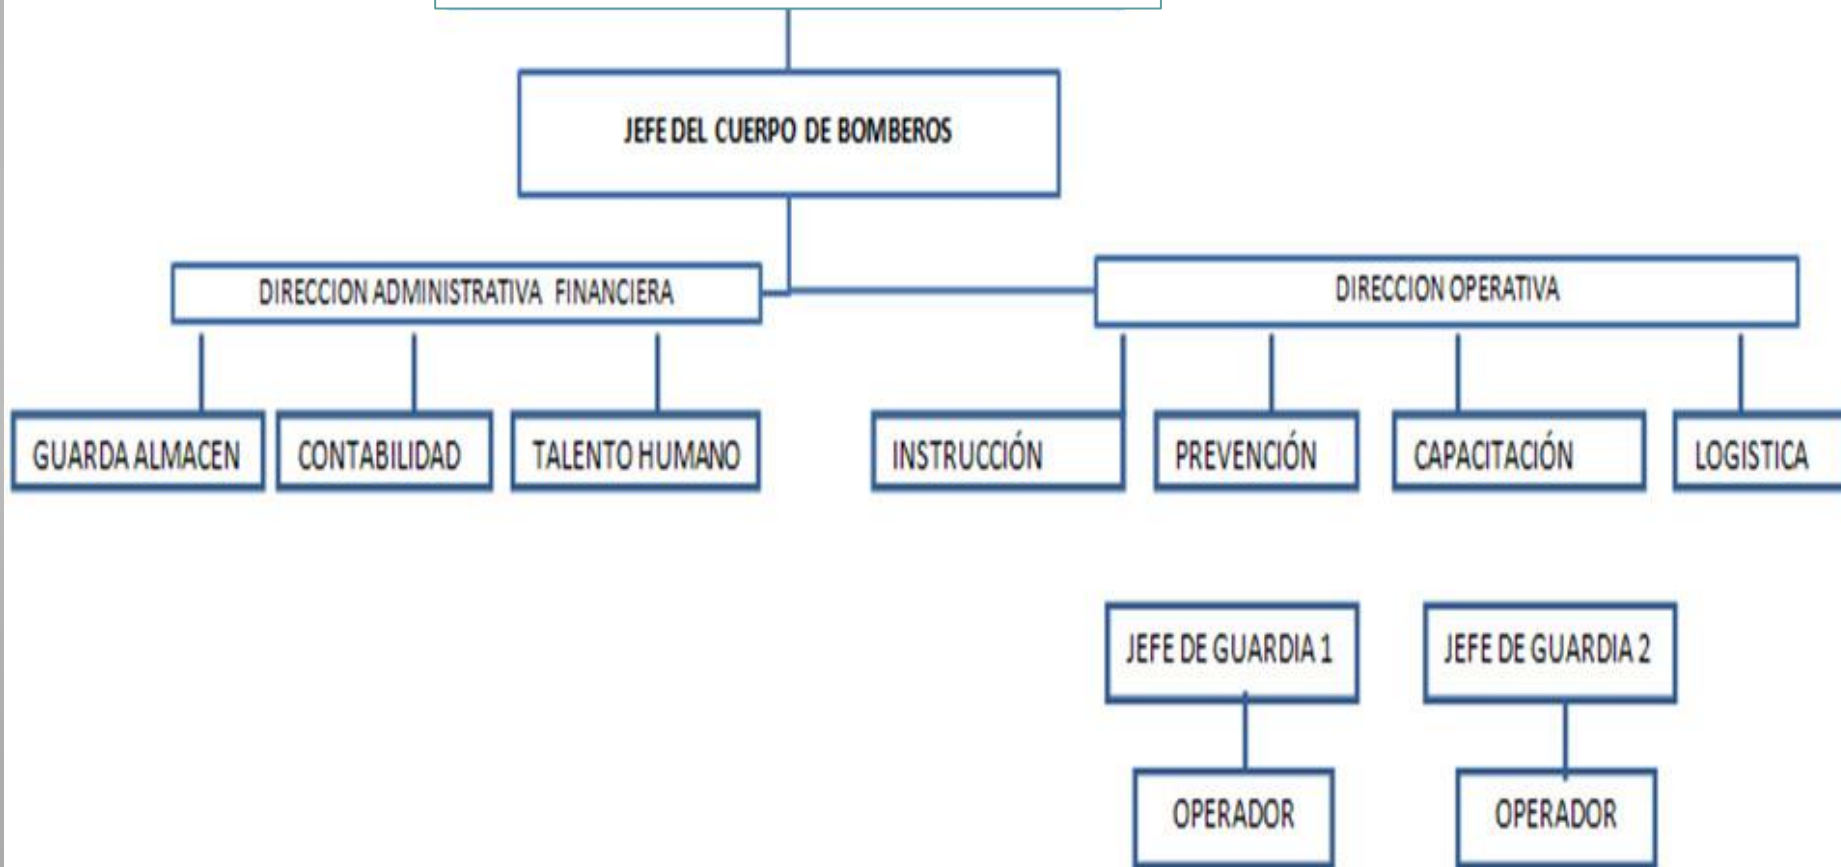 JEFE DEL CUERPO DE BOMBEROS
DIRECCION ADMINISTRATIVA FINANCIERA
DIRECCION OPERATIVA
GUARDA ALMACEN
CONTABILIDAD
TALENTO HUMANO
INSTRUCCIÓN
PREVENCIÓN
CAPACITACIÓN
LOGISTICA
JEFE DE GUARDIA 1
JEFE DE GUARDIA 2
OPERADOR
OPERADOR